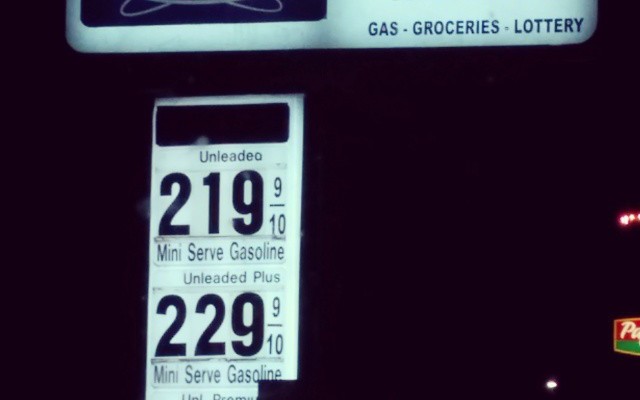 GAS - GROCERIES - LOTTERY
Unleaded
219 9/10
Mini Serve Gasoline
Unleaded Plus
229 9/10
Mini Serve Gasoline